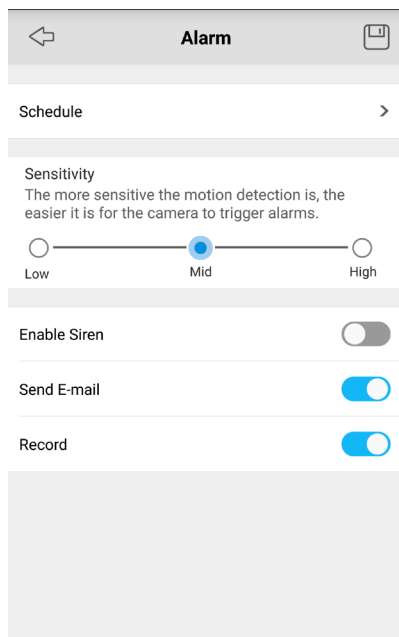 Alarm
Schedule
Sensitivity
The more sensitive the motion detection is, the
easier it is for the camera to trigger alarms.
Low Mid High
Enable Siren
Send E-mail
Record